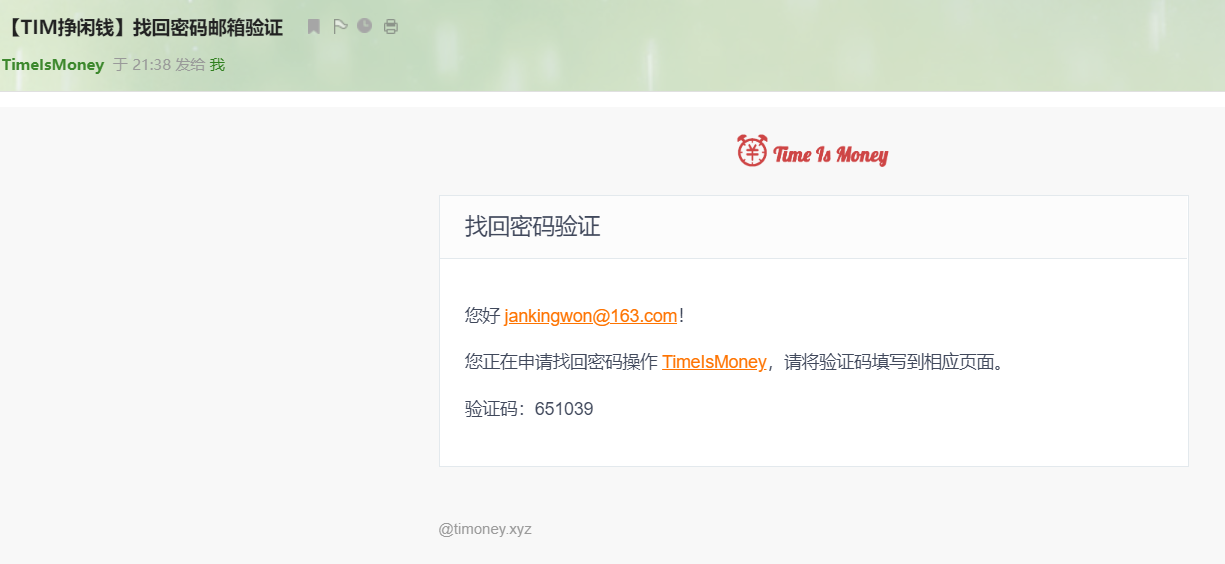 【TIM挣闲钱】找回密码邮箱验证
TimeIsMoney 于 21:38 发给 我
Time Is Money
找回密码验证
您好 jankingwon@163.com！
您正在申请找回密码操作 TimeIsMoney，请将验证码填写到相应页面。
验证码：651039
@timoney.xyz